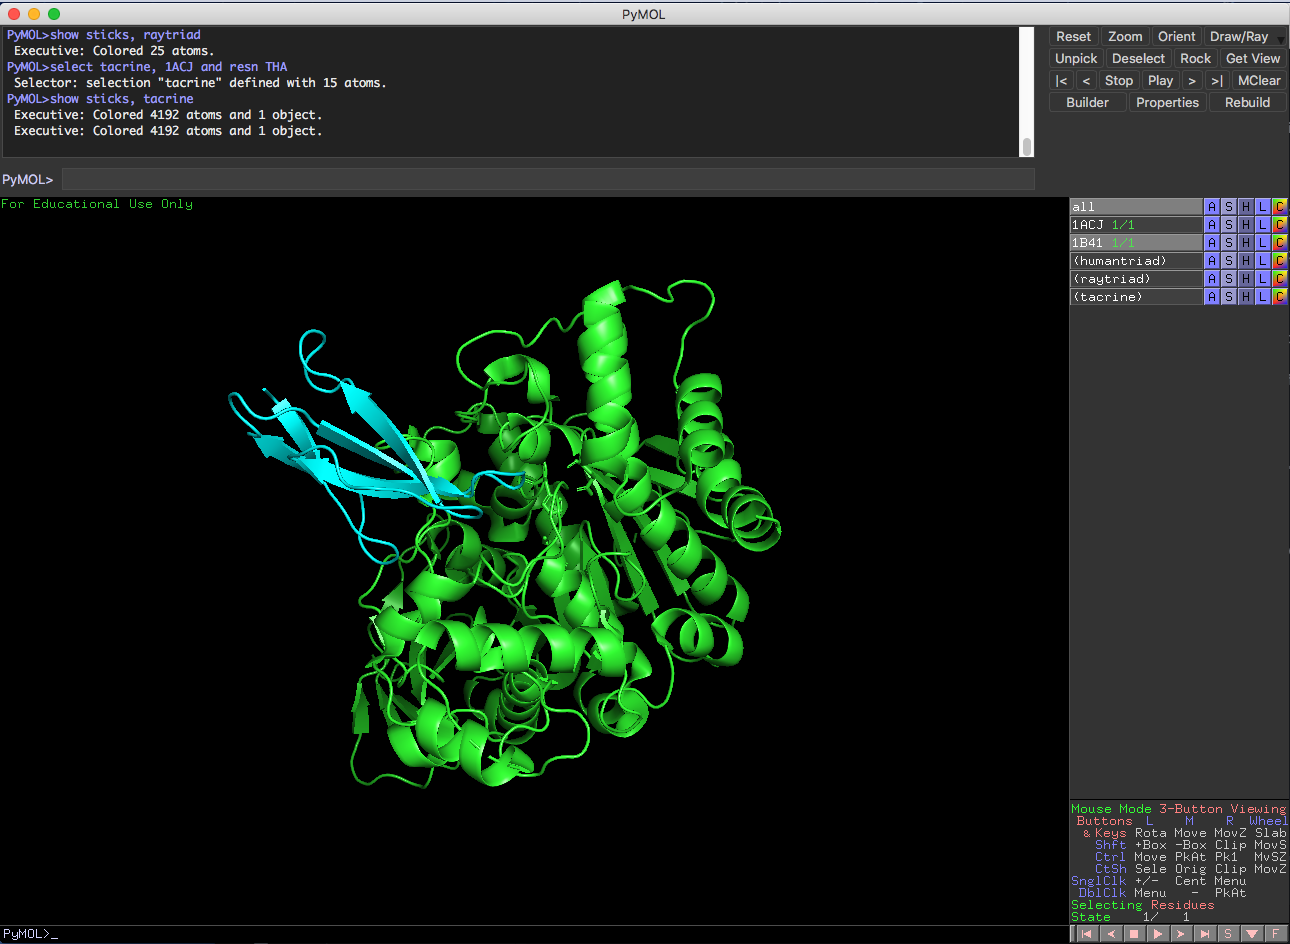 PyMOL
PyMOL>show sticks, raytriad
Executive: Colored 25 atoms.
PyMOL>select tacrine, 1ACJ and resn THA
Selector: selection "tacrine" defined with 15 atoms.
PyMOL>show sticks, tacrine
Executive: Colored 4192 atoms and 1 object.
Executive: Colored 4192 atoms and 1 object.
Reset Zoom Orient Draw/Ray
Unpick Deselect Rock Get View
|< < Stop Play > >| MClear
Builder Properties Rebuild
PyMOL>
For Educational Use Only
all A S H L C
1ACJ 1/1 A S H L C
1B41 1/1 A S H L C
(humantriad) A S H L C
(raytriad) A S H L C
(tacrine) A S H L C
Mouse Mode 3-Button Viewing
Buttons L M R Wheel
& Keys Rota Move MovZ Slab
Shft +Box -Box Clip MovS
Ctrl Move PkAt Pk1 MvSZ
CtSh Sele Orig Clip MovZ
SnglClk +/- Cent Menu
DblClk Menu - PkAt
Selecting Residues
State 1/ 1
PyMOL>_
S F